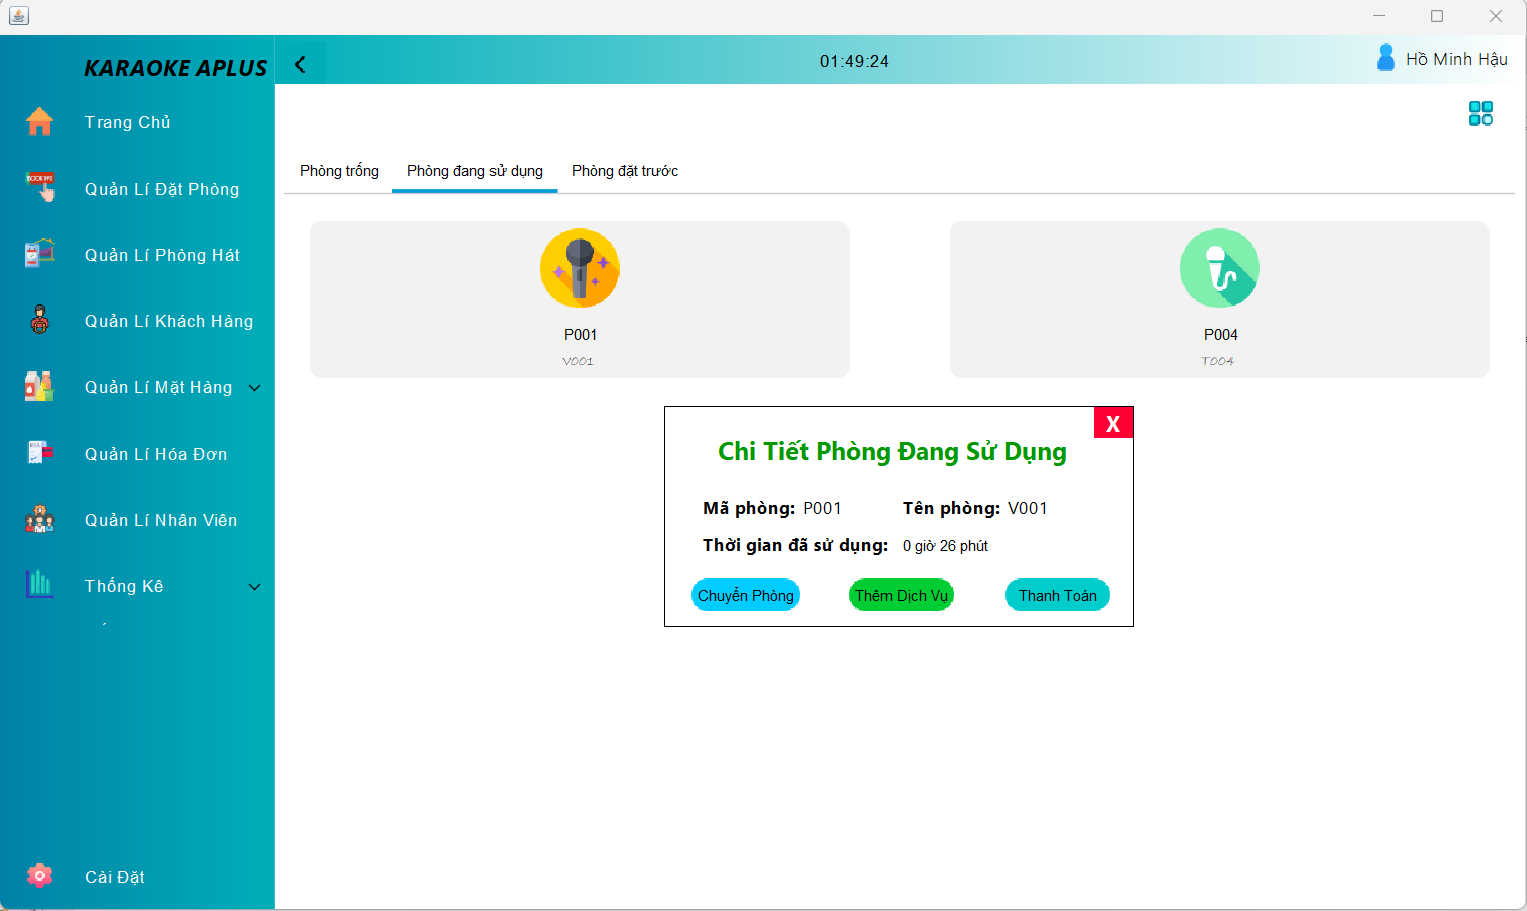 KARAOKE APLUS
01:49:24
Hồ Minh Hậu
Trang Chủ
Quản Lí Đặt Phòng
Quản Lí Phòng Hát
Quản Lí Khách Hàng
Quản Lí Mặt Hàng
Quản Lí Hóa Đơn
Quản Lí Nhân Viên
Thống Kê
Cài Đặt
Phòng trống
Phòng đang sử dụng
Phòng đặt trước
P001
V001
P004
T004
X
Chi Tiết Phòng Đang Sử Dụng
Mã phòng: P001
Tên phòng: V001
Thời gian đã sử dụng: 0 giờ 26 phút
Chuyển Phòng
Thêm Dịch Vụ
Thanh Toán